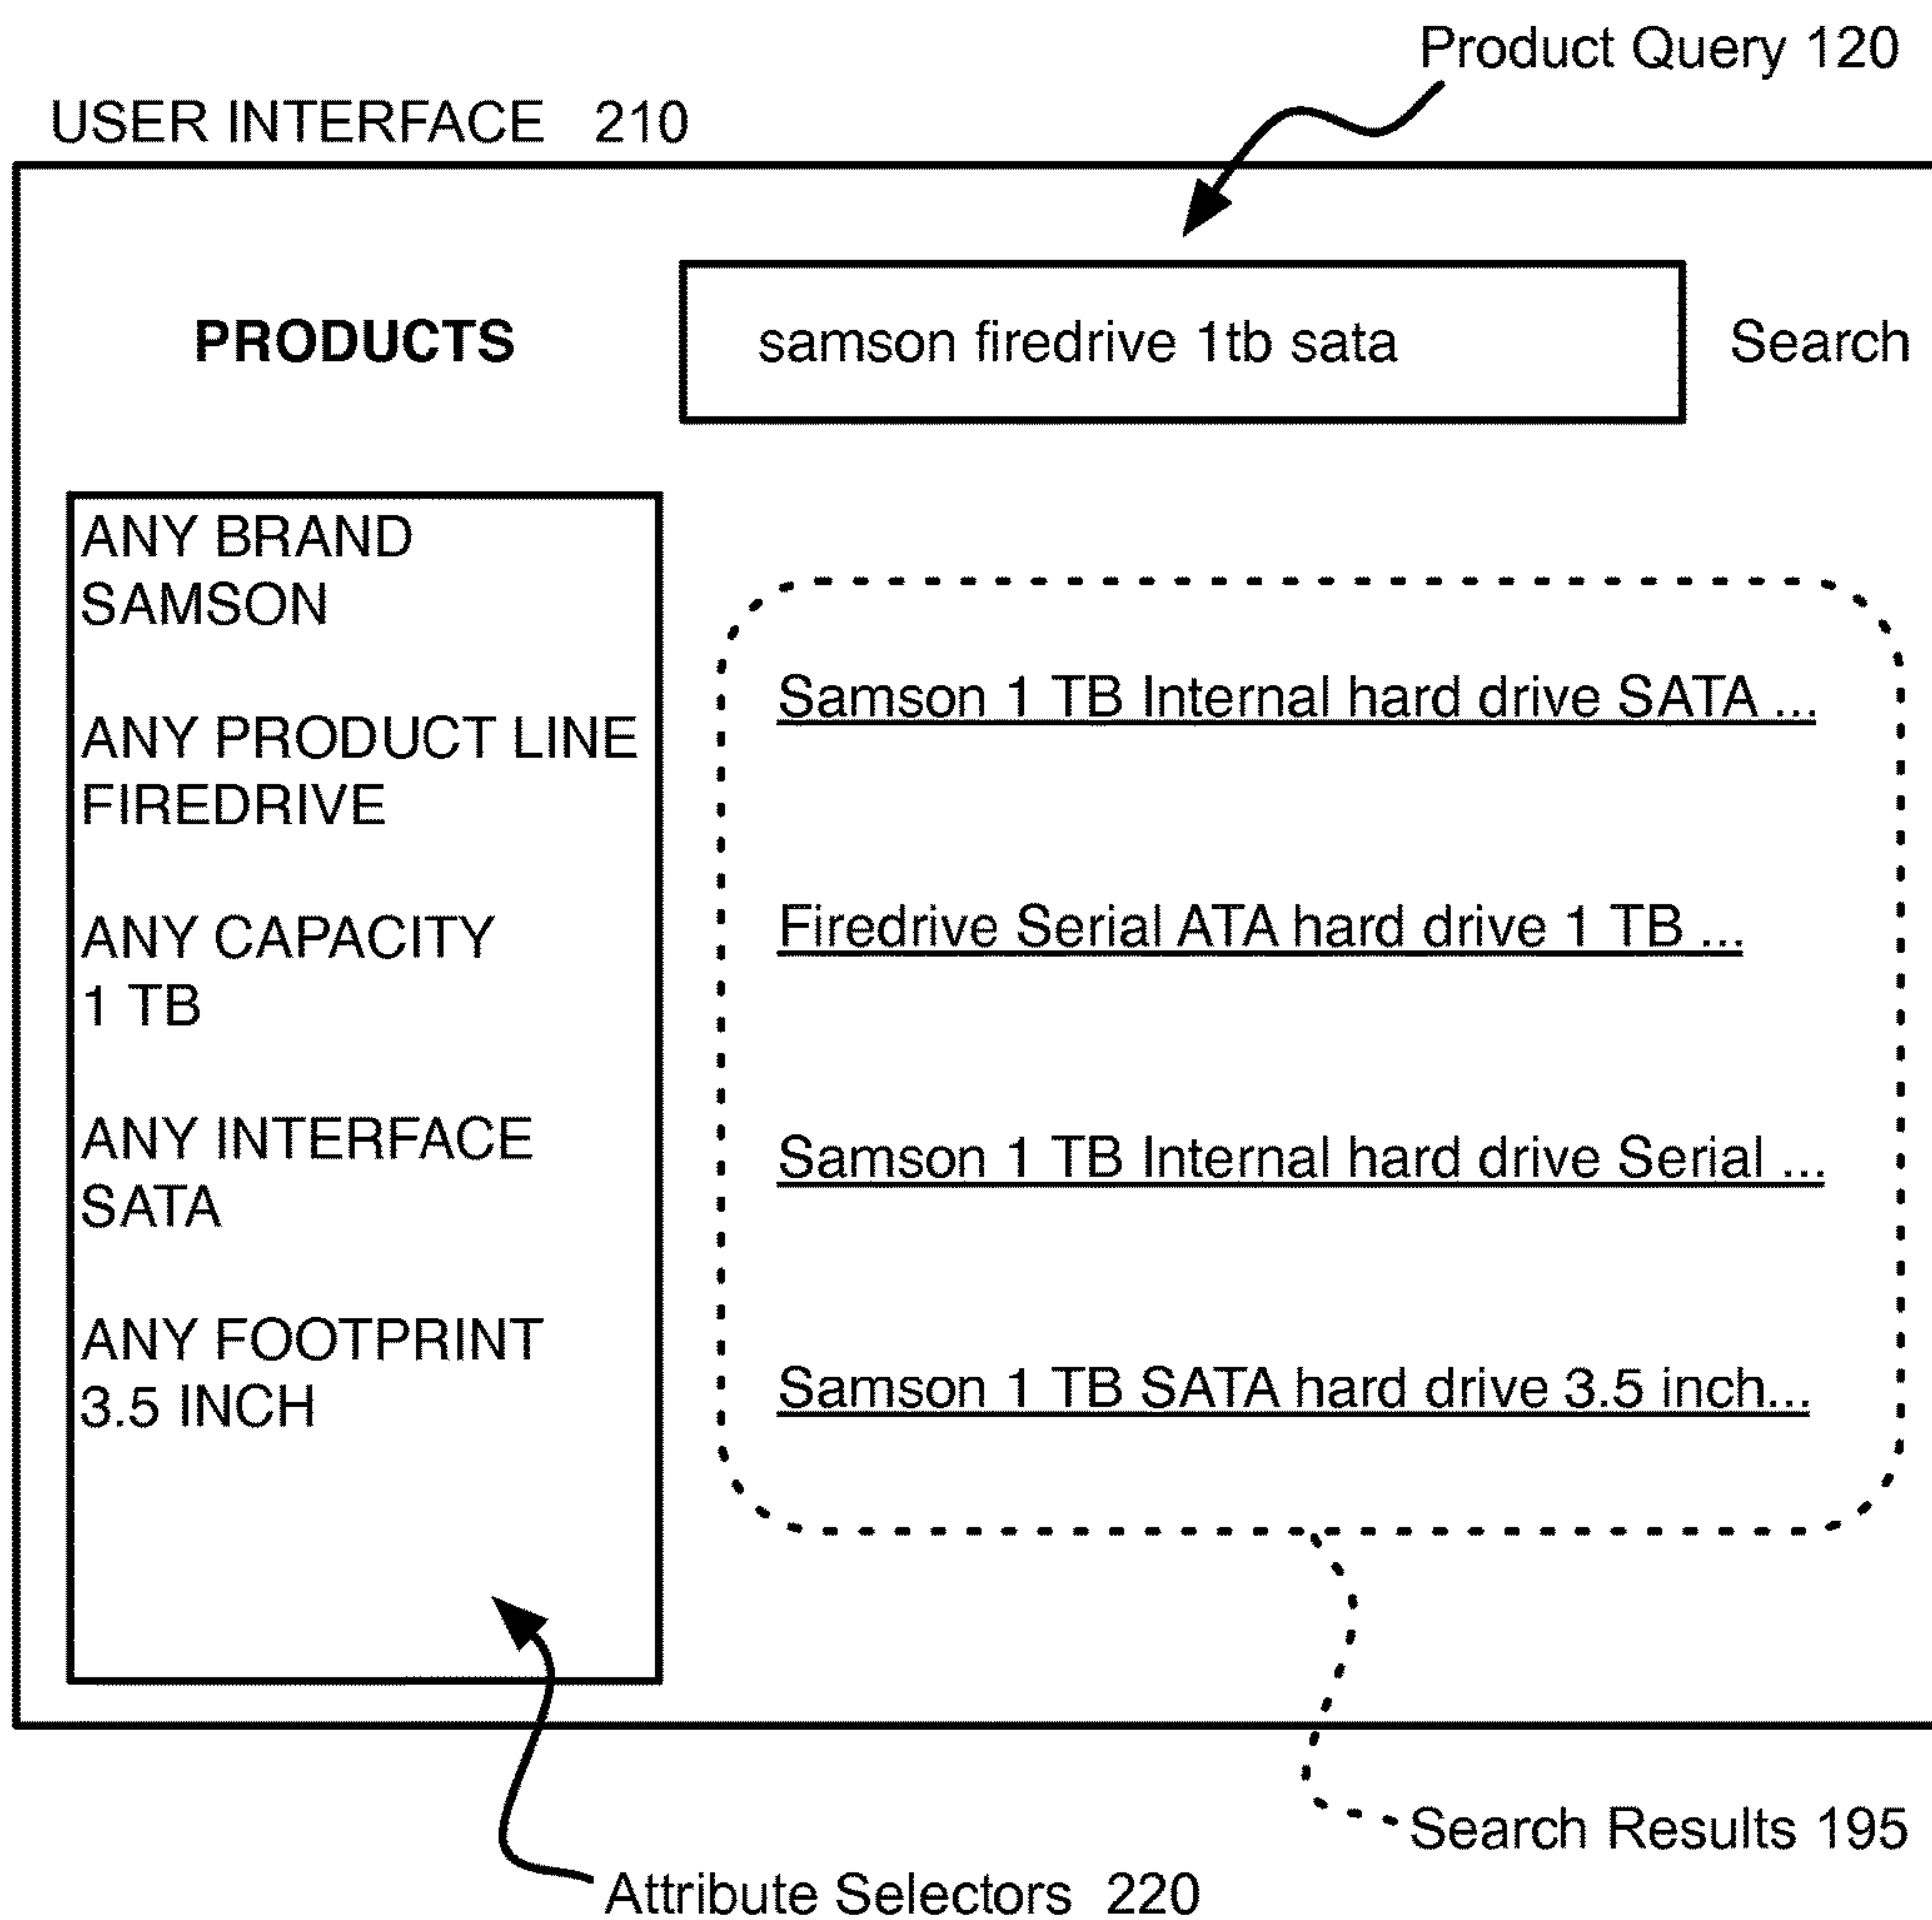 Product Query 120
USER INTERFACE 210
PRODUCTS
samson firedrive 1tb sata
Search
ANY BRAND
SAMSON
ANY PRODUCT LINE
FIREDRIVE
ANY CAPACITY
1 TB
ANY INTERFACE
SATA
ANY FOOTPRINT
3.5 INCH
Samson 1 TB Internal hard drive SATA ...
Firedrive Serial ATA hard drive 1 TB ...
Samson 1 TB Internal hard drive Serial ...
Samson 1 TB SATA hard drive 3.5 inch...
Search Results 195
Attribute Selectors 220